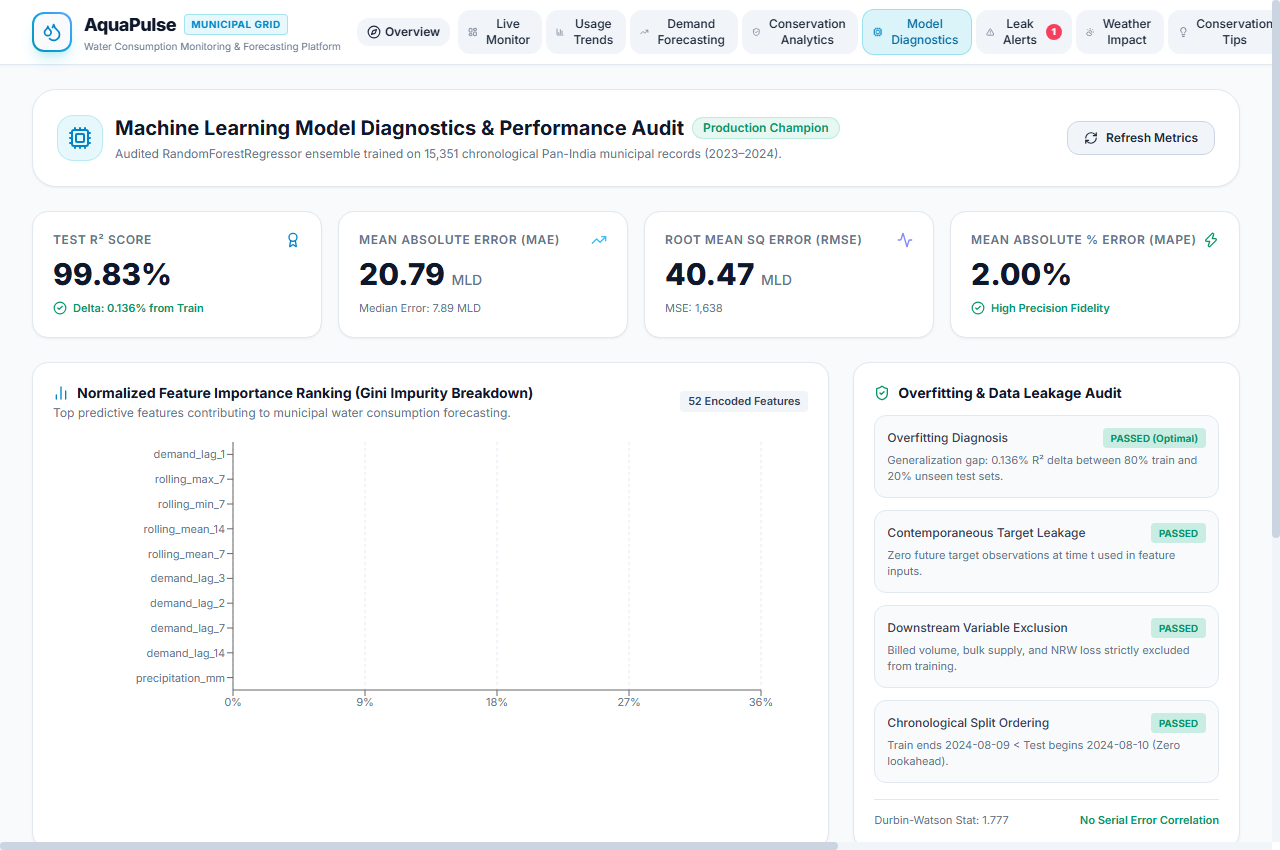 AquaPulse MUNICIPAL GRID
Water Consumption Monitoring & Forecasting Platform
Overview
Live Monitor
Usage Trends
Demand Forecasting
Conservation Analytics
Model Diagnostics
Leak Alerts 1
Weather Impact
Conservation Tips
Machine Learning Model Diagnostics & Performance Audit Production Champion
Audited RandomForestRegressor ensemble trained on 15,351 chronological Pan-India municipal records (2023–2024).
Refresh Metrics
TEST R² SCORE
99.83%
Delta: 0.136% from Train
MEAN ABSOLUTE ERROR (MAE)
20.79 MLD
Median Error: 7.89 MLD
ROOT MEAN SQ ERROR (RMSE)
40.47 MLD
MSE: 1,638
MEAN ABSOLUTE % ERROR (MAPE)
2.00%
High Precision Fidelity
Normalized Feature Importance Ranking (Gini Impurity Breakdown)
Top predictive features contributing to municipal water consumption forecasting.
52 Encoded Features
demand_lag_1
rolling_max_7
rolling_min_7
rolling_mean_14
rolling_mean_7
demand_lag_3
demand_lag_2
demand_lag_7
demand_lag_14
precipitation_mm
0% 9% 18% 27% 36%
Overfitting & Data Leakage Audit
Overfitting Diagnosis PASSED (Optimal)
Generalization gap: 0.136% R² delta between 80% train and
20% unseen test sets.
Contemporaneous Target Leakage PASSED
Zero future target observations at time t used in feature
inputs.
Downstream Variable Exclusion PASSED
Billed volume, bulk supply, and NRW loss strictly excluded
from training.
Chronological Split Ordering PASSED
Train ends 2024-08-09 < Test begins 2024-08-10 (Zero
lookahead).
Durbin-Watson Stat: 1.777 No Serial Error Correlation